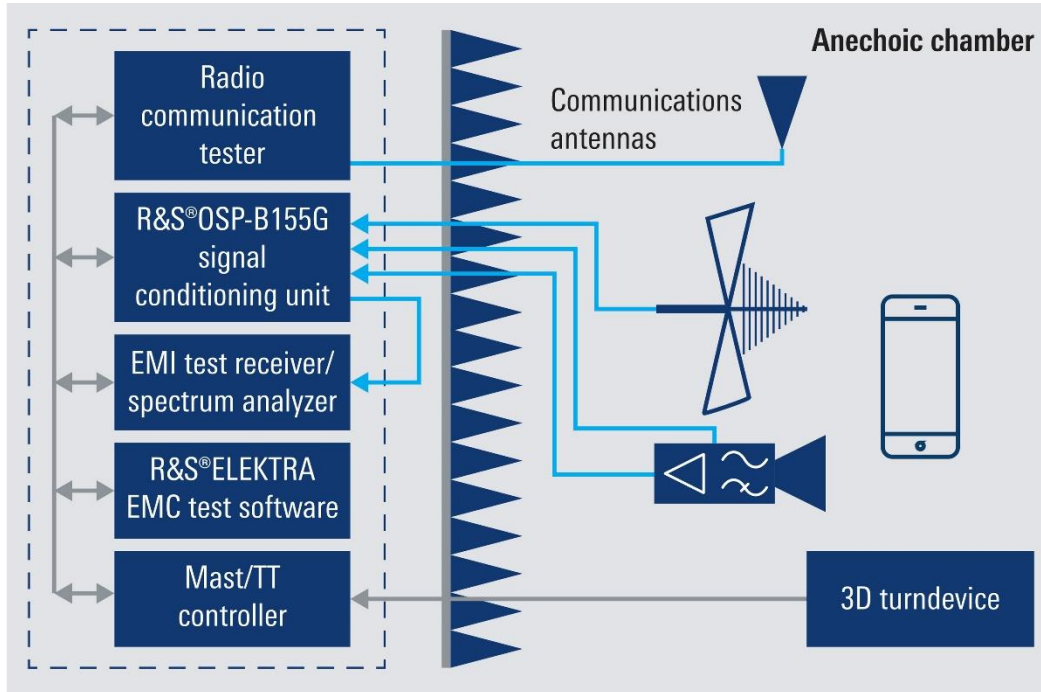 Anechoic chamber
Radio
communication
tester
Communications
antennas
R&S®OSP-B155G
signal
conditioning unit
EMI test receiver/
spectrum analyzer
R&S®ELEKTRA
EMC test software
Mast/TT
controller
3D turndevice